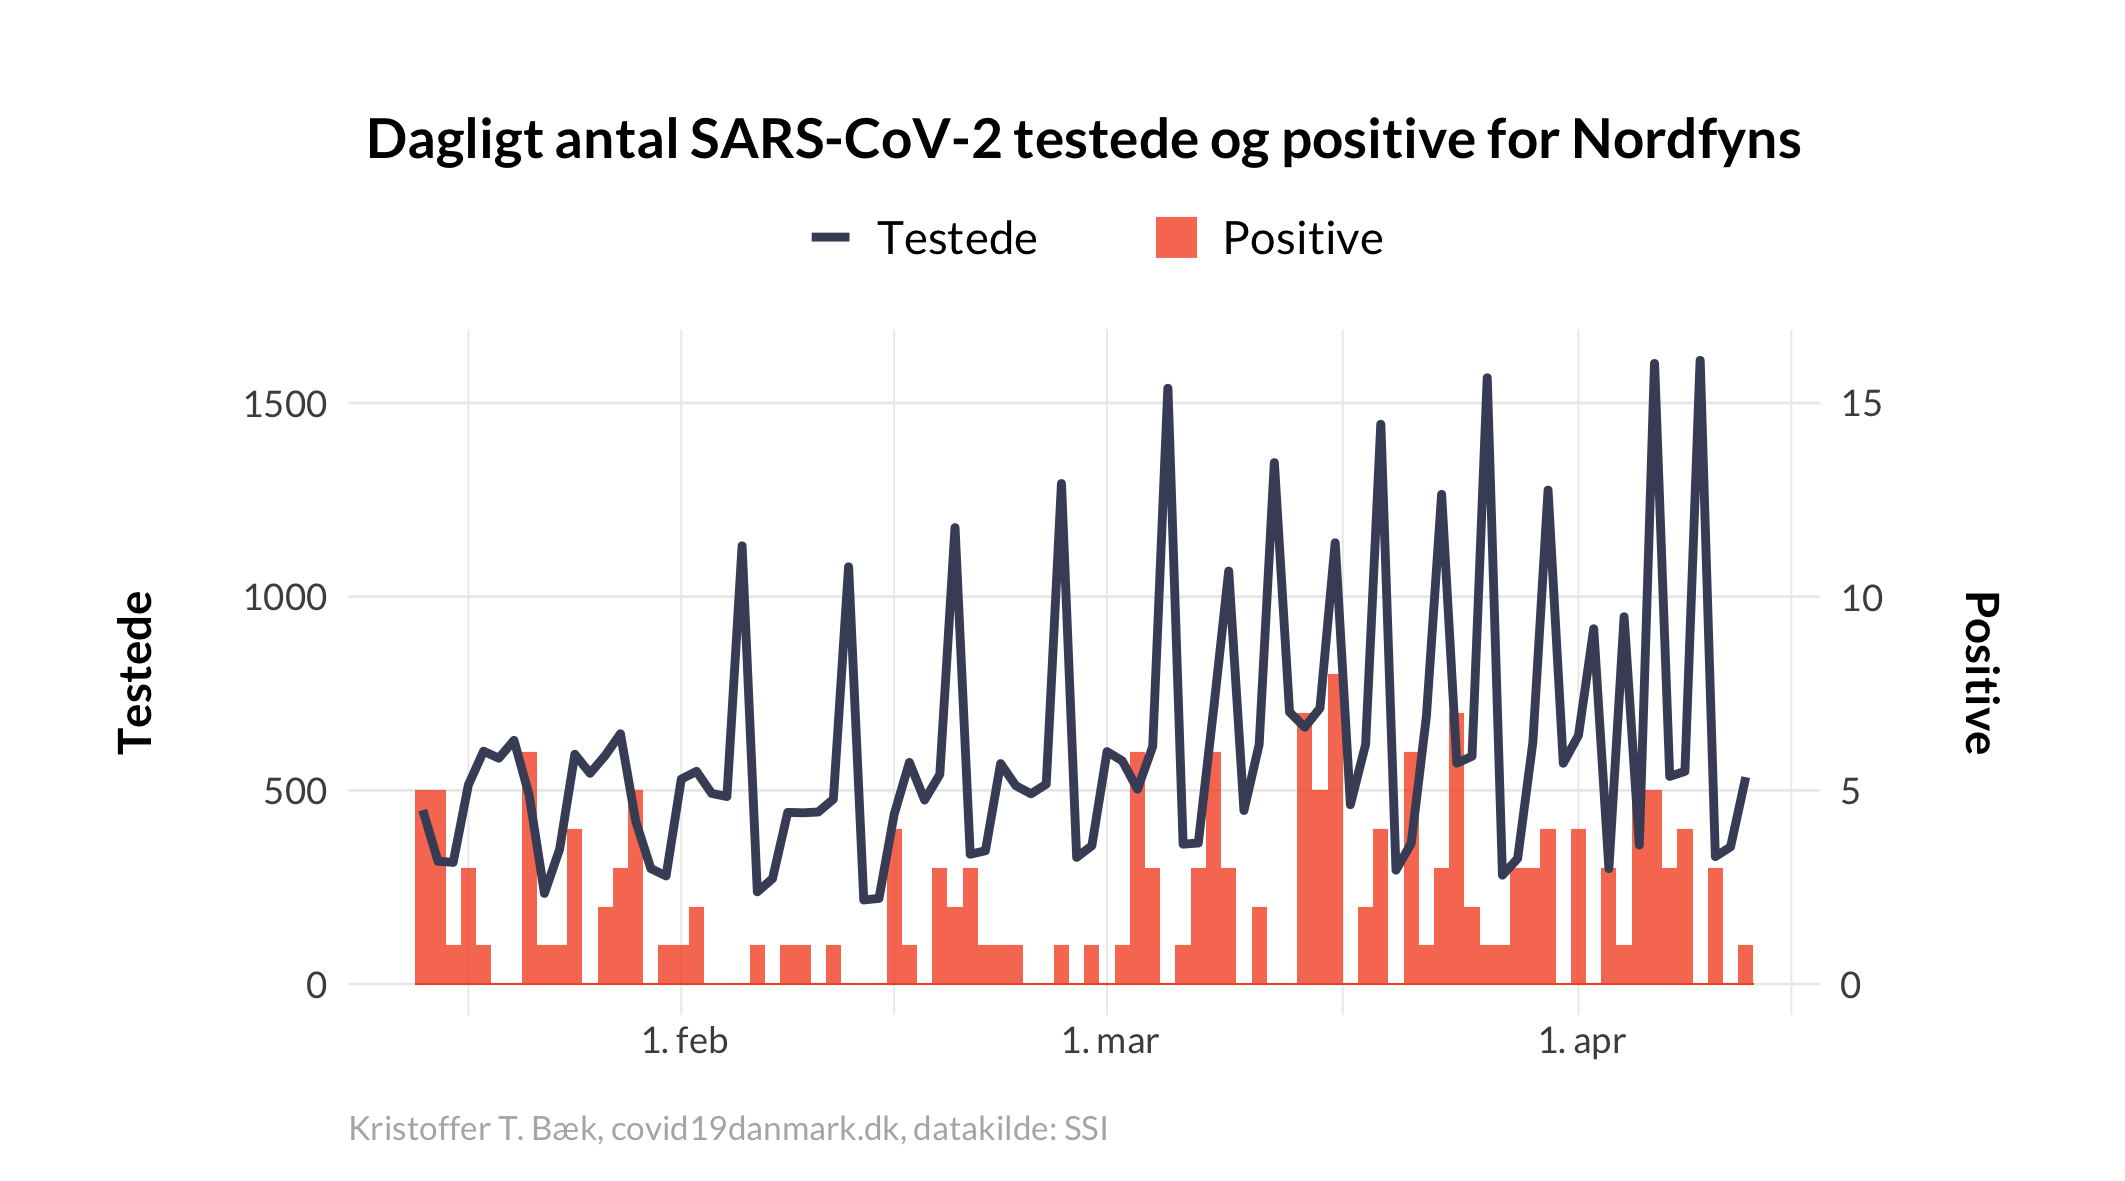 Dagligt antal SARS-CoV-2 testede og positive for Nordfyns
Testede
Positive
1500
1000
500
0
15
10
5
0
Testede
Positive
1. feb
1. mar
1. apr
Kristoffer T. Bæk, covid19danmark.dk, datakilde: SSI